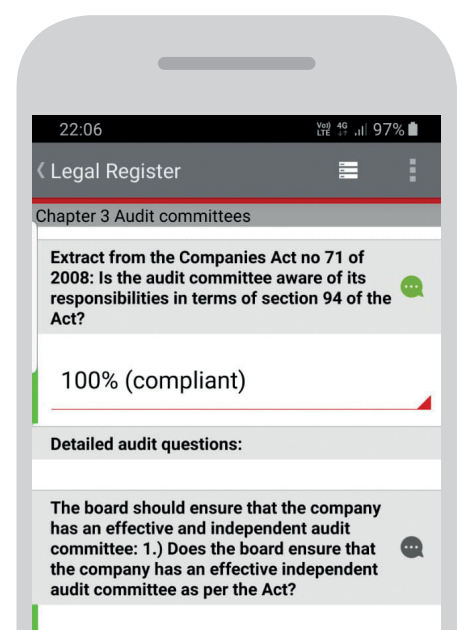 22:06 Vo) LTE 4G 97%
Legal Register
Chapter 3 Audit committees
Extract from the Companies Act no 71 of
2008: Is the audit committee aware of its
responsibilities in terms of section 94 of the
Act?
100% (compliant)
Detailed audit questions:
The board should ensure that the company
has an effective and independent audit
committee: 1.) Does the board ensure that
the company has an effective independent
audit committee as per the Act?